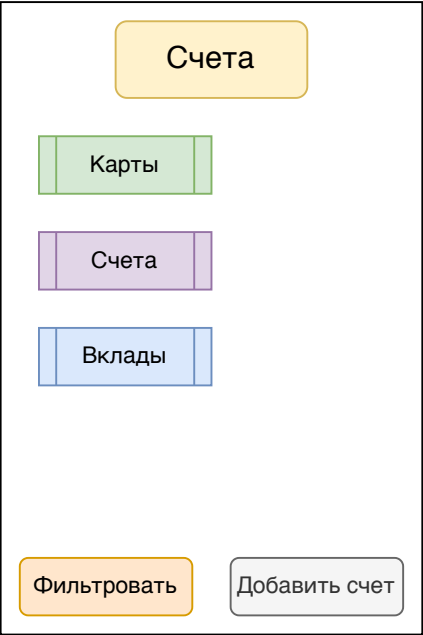 Счета
Карты
Счета
Вклады
Фильтровать
Добавить счет